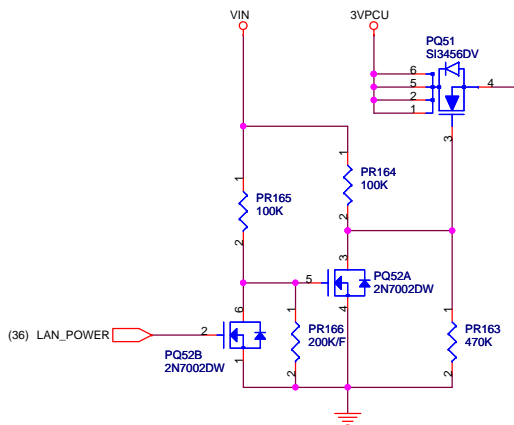 VIN
3VPCU
PQ51
SI3456DV
6
5
2
1
4
3
1
PR164
100K
2
1
PR165
100K
2
3
5
PQ52A
2N7002DW
4
6
(36) LAN_POWER
2
PQ52B
2N7002DW
1
1
PR166
200K/F
2
1
PR163
470K
2